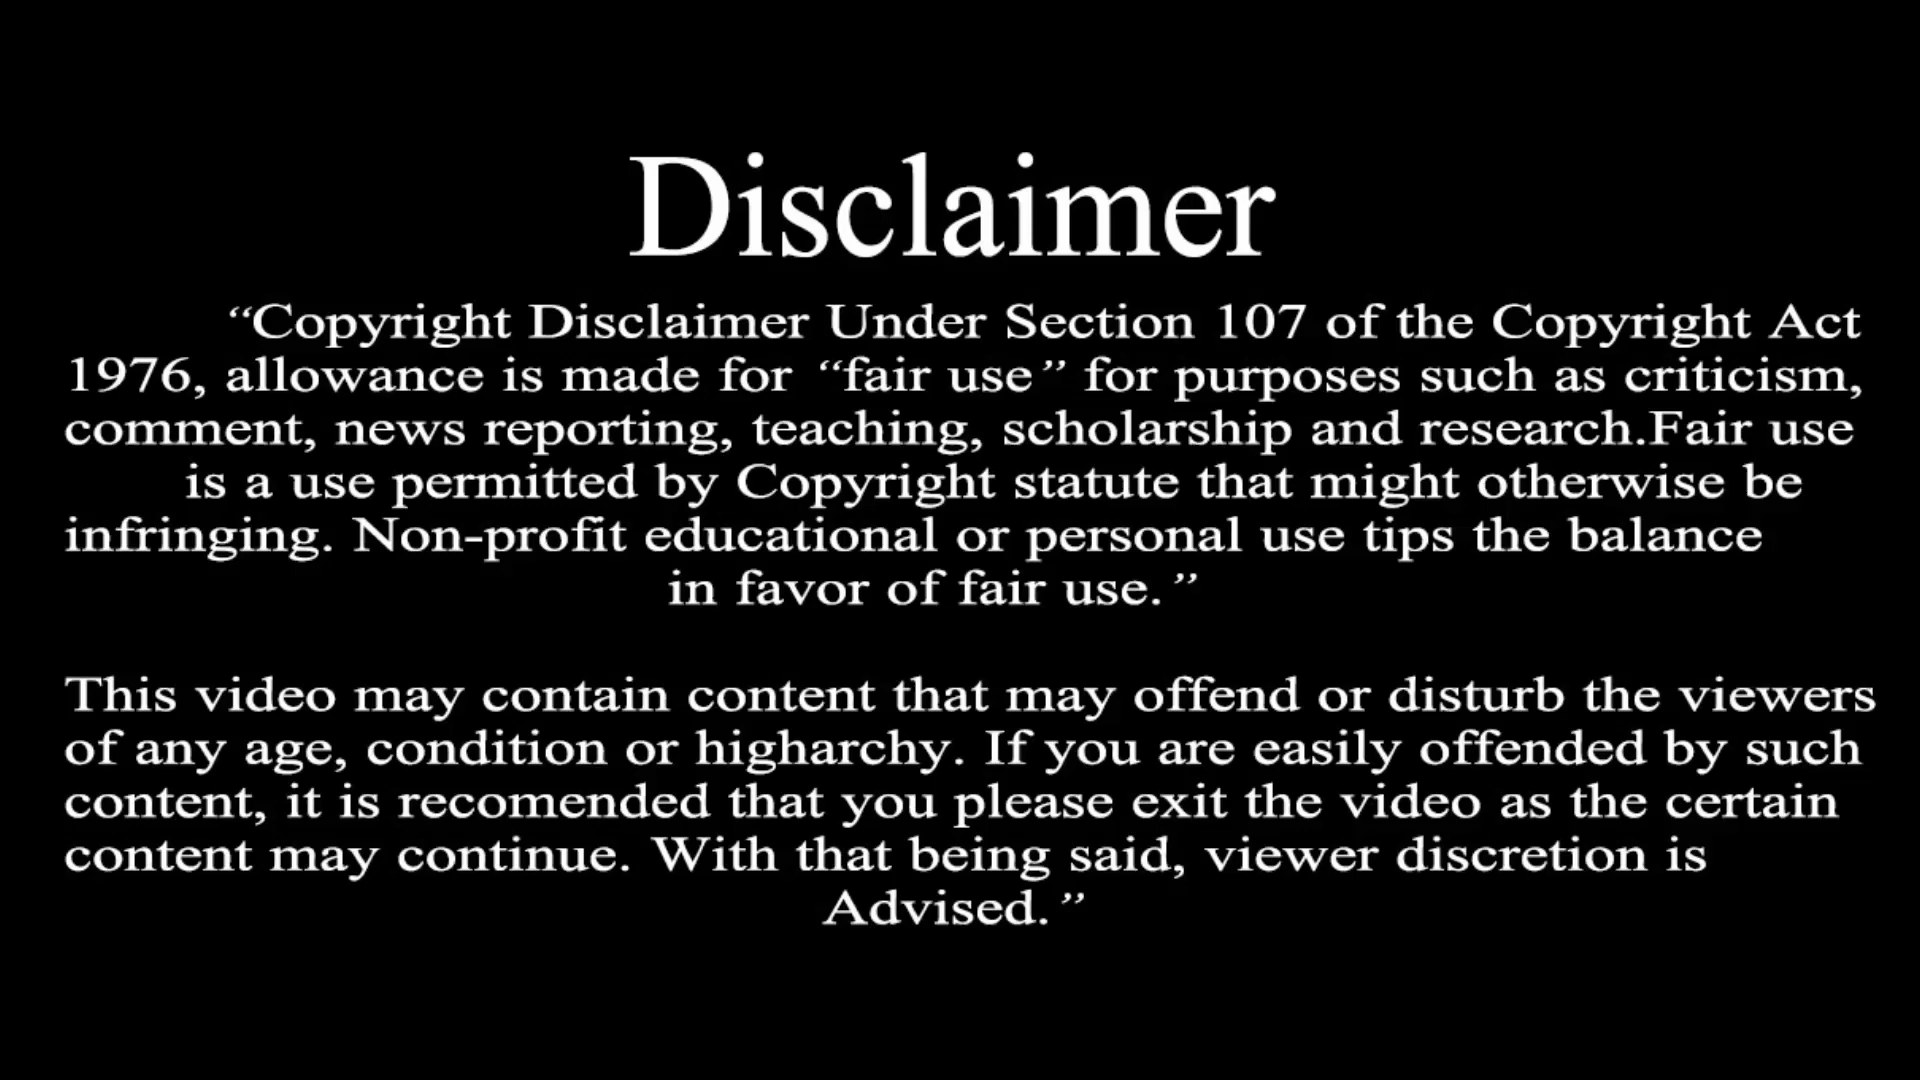 Disclaimer
“Copyright Disclaimer Under Section 107 of the Copyright Act
1976, allowance is made for “fair use” for purposes such as criticism,
comment, news reporting, teaching, scholarship and research.Fair use
is a use permitted by Copyright statute that might otherwise be
infringing. Non-profit educational or personal use tips the balance
in favor of fair use.”
This video may contain content that may offend or disturb the viewers
of any age, condition or higharchy. If you are easily offended by such
content, it is recomended that you please exit the video as the certain
content may continue. With that being said, viewer discretion is
Advised.”